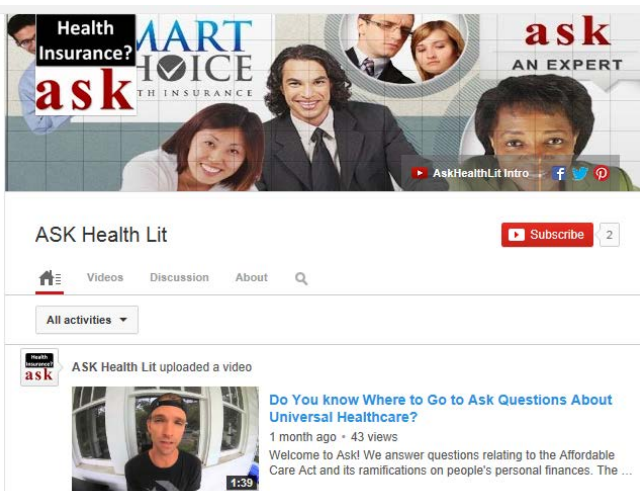 Health
Insurance?
ask
MART
HOICE
TH INSURANCE
ask
AN EXPERT
AskHealthLit Intro
ASK Health Lit
Subscribe 2
Videos Discussion About
All activities
Health
Insurance?
ask
ASK Health Lit uploaded a video
Do You know Where to Go to Ask Questions About
Universal Healthcare?
1 month ago • 43 views
Welcome to Ask! We answer questions relating to the Affordable
Care Act and its ramifications on people's personal finances. The ...
1:39